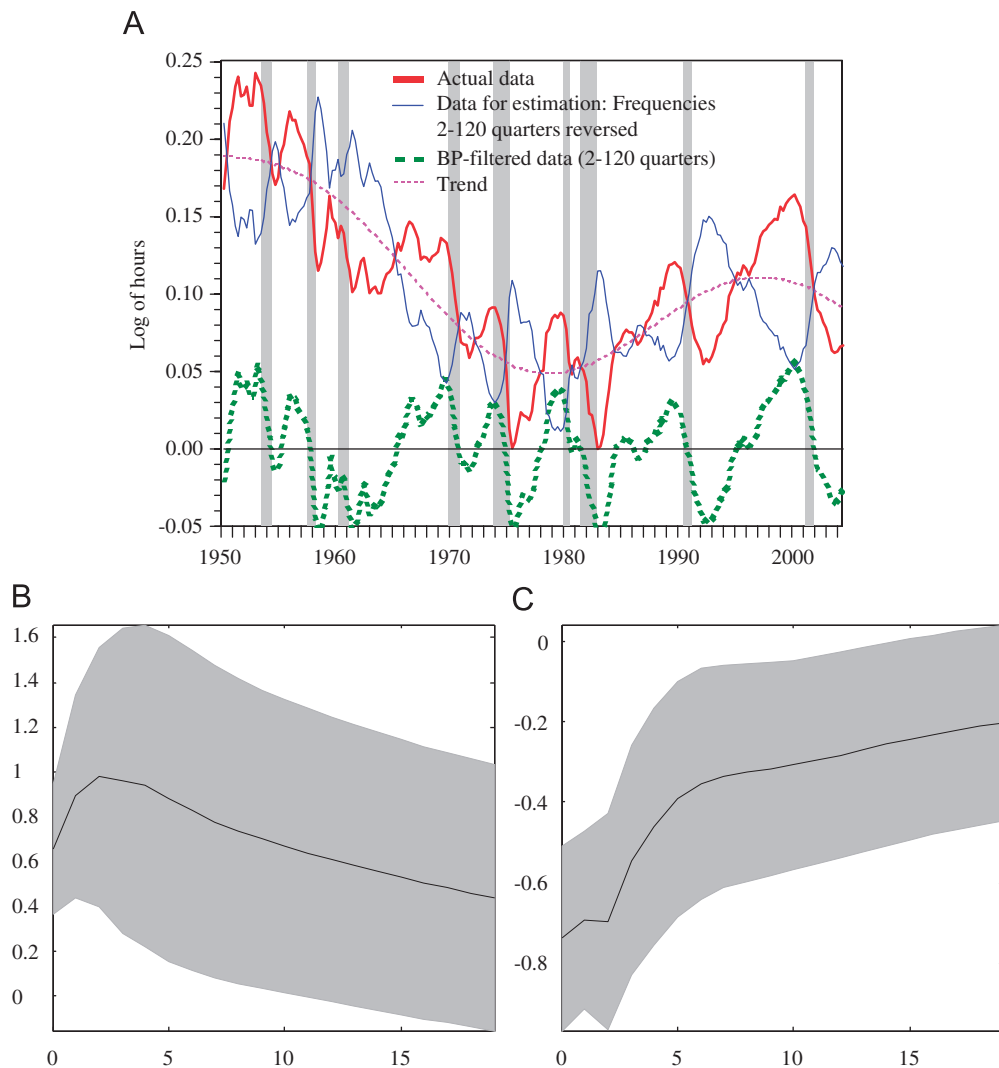 A
0.25
0.20
0.15
0.10
0.05
0.00
-0.05
Log of hours
Actual data
Data for estimation: Frequencies
2-120 quarters reversed
BP-filtered data (2-120 quarters)
Trend
1950 1960 1970 1980 1990 2000
B
1.6
1.4
1.2
1
0.8
0.6
0.4
0.2
0
0 5 10 15
C
0
-0.2
-0.4
-0.6
-0.8
0 5 10 15